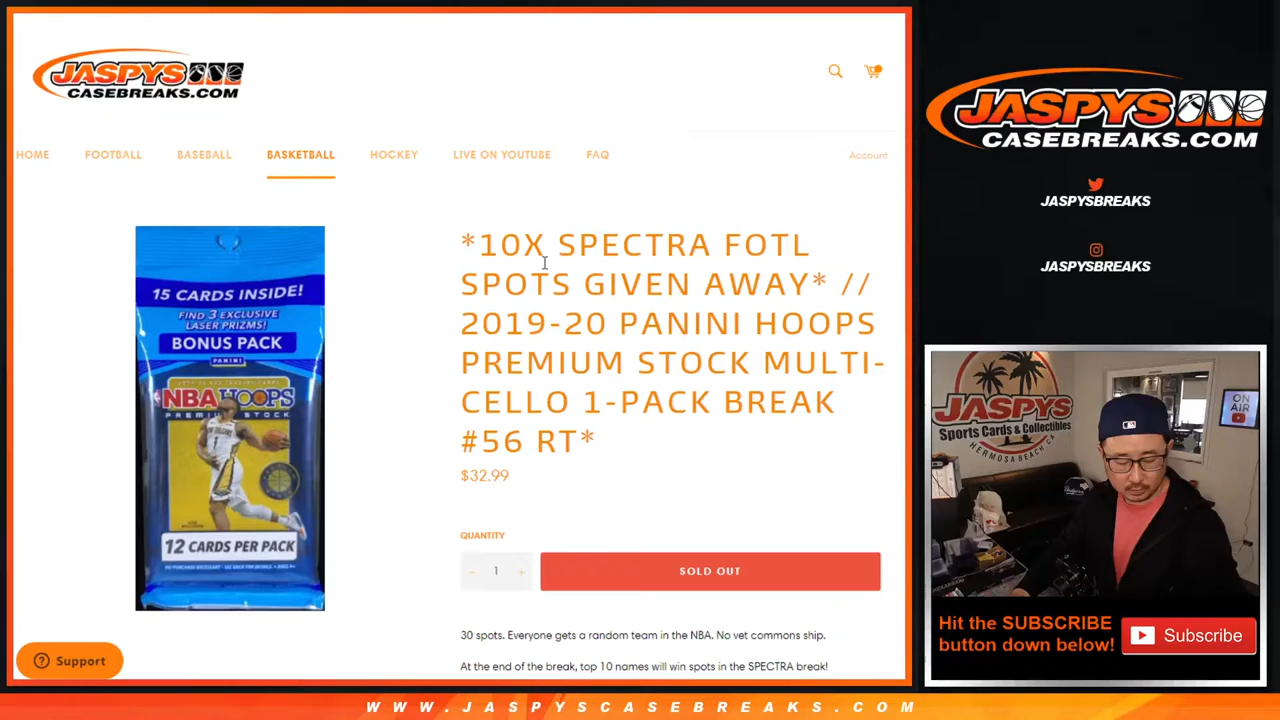 JASPYS
CASEBREAKS.COM
HOME
FOOTBALL
BASEBALL
BASKETBALL
HOCKEY
LIVE ON YOUTUBE
FAQ
Account
15 CARDS INSIDE!
FIND 3 EXCLUSIVE
LASER PRIZMS!
BONUS PACK
PANINI
NBA HOOPS
PREMIUM STOCK
12 CARDS PER PACK
*10X SPECTRA FOTL
SPOTS GIVEN AWAY* //
2019-20 PANINI HOOPS
PREMIUM STOCK MULTI-
CELLO 1-PACK BREAK
#56 RT*
$32.99
QUANTITY
− 1 +
SOLD OUT
30 spots. Everyone gets a random team in the NBA. No vet commons ship.
At the end of the break, top 10 names will win spots in the SPECTRA break!
Support
JASPYS
CASEBREAKS.COM
JASPYSBREAKS
JASPYSBREAKS
JASPYS
Sports Cards & Collectibles
HERMOSA BEACH CA
ON
AIR
Hit the SUBSCRIBE
button down below!
Subscribe
WWW.JASPYSCASEBREAKS.COM